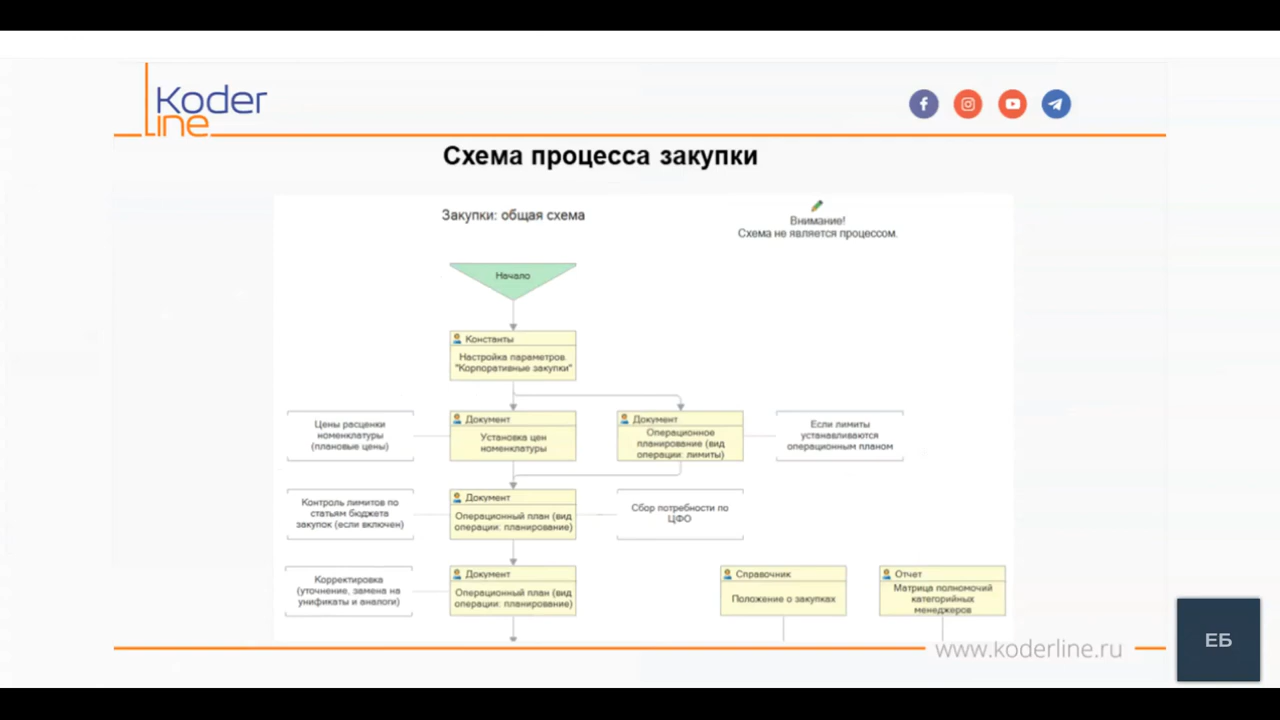 Koder
line
Схема процесса закупки
Закупки: общая схема
Внимание!
Схема не является процессом.
Начало
Константы
Настройка параметров
"Корпоративные закупки"
Цены расценки
номенклатуры
(плановые цены)
Документ
Установка цен
номенклатуры
Документ
Операционное
планирование (вид
операции: лимиты)
Если лимиты
устанавливаются
операционным планом
Контроль лимитов по
статьям бюджета
закупок (если включен)
Документ
Операционный план (вид
операции: планирование)
Сбор потребности по
ЦФО
Корректировка
(уточнение, замена на
унификаты и аналоги)
Документ
Операционный план (вид
операции: планирование)
Справочник
Положение о закупках
Отчет
Матрица полномочий
категорийных
менеджеров
www.koderline.ru
ЕБ